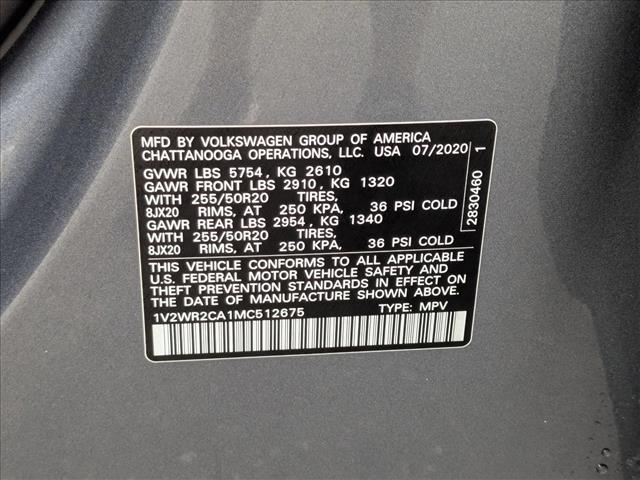 MFD BY VOLKSWAGEN GROUP OF AMERICA
CHATTANOOGA OPERATIONS, LLC. USA 07/2020
GVWR LBS 5754, KG 2610
GAWR FRONT LBS 2910, KG 1320
WITH 255/50R20 TIRES,
8JX20 RIMS, AT 250 KPA, 36 PSI COLD
GAWR REAR LBS 2954, KG 1340
WITH 255/50R20 TIRES,
8JX20 RIMS, AT 250 KPA, 36 PSI COLD
THIS VEHICLE CONFORMS TO ALL APPLICABLE
U.S. FEDERAL MOTOR VEHICLE SAFETY AND
THEFT PREVENTION STANDARDS IN EFFECT ON
THE DATE OF MANUFACTURE SHOWN ABOVE.
1V2WR2CA1MC512675 TYPE: MPV
2830460 1